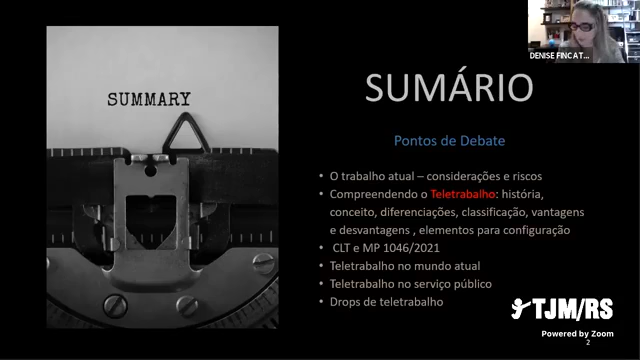 DENISE FINCAT...
SUMMARY
SUMÁRIO
Pontos de Debate
• O trabalho atual – considerações e riscos
• Compreendendo o Teletrabalho: história,
conceito, diferenciações, classificação, vantagens
e desvantagens , elementos para configuração
• CLT e MP 1046/2021
• Teletrabalho no mundo atual
• Teletrabalho no serviço público
• Drops de teletrabalho
TJM/RS
Powered by Zoom
2